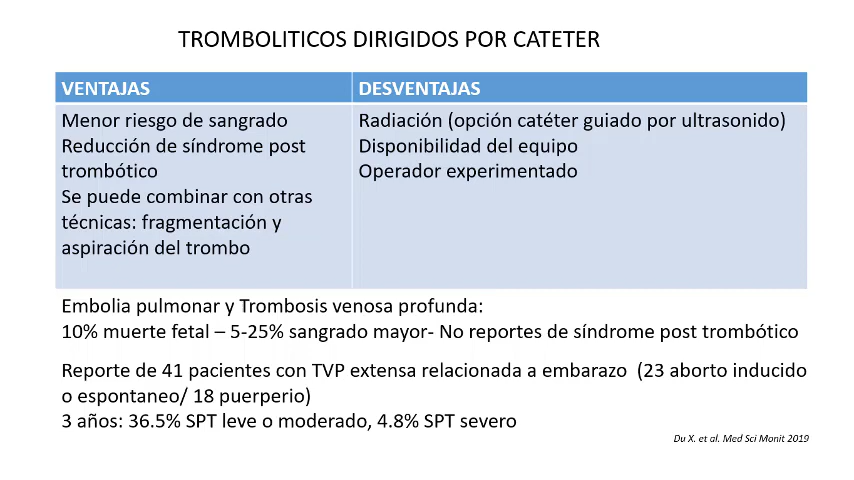 TROMBOLITICOS DIRIGIDOS POR CATETER
VENTAJAS
DESVENTAJAS
Menor riesgo de sangrado
Reducción de síndrome post
trombótico
Se puede combinar con otras
técnicas: fragmentación y
aspiración del trombo
Radiación (opción catéter guiado por ultrasonido)
Disponibilidad del equipo
Operador experimentado
Embolia pulmonar y Trombosis venosa profunda:
10% muerte fetal – 5-25% sangrado mayor- No reportes de síndrome post trombótico
Reporte de 41 pacientes con TVP extensa relacionada a embarazo (23 aborto inducido
o espontaneo/ 18 puerperio)
3 años: 36.5% SPT leve o moderado, 4.8% SPT severo
Du X. et al. Med Sci Monit 2019